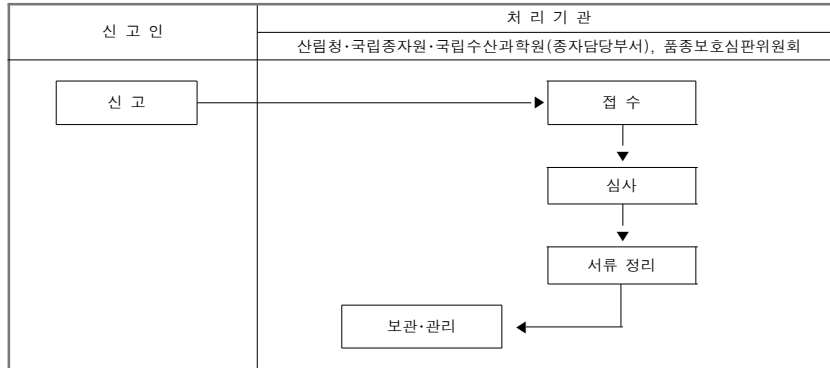 신 고 인
처 리 기 관
산림청·국립종자원·국립수산과학원(종자담당부서), 품종보호심판위원회
신 고
접 수
심사
서류 정리
보관·관리